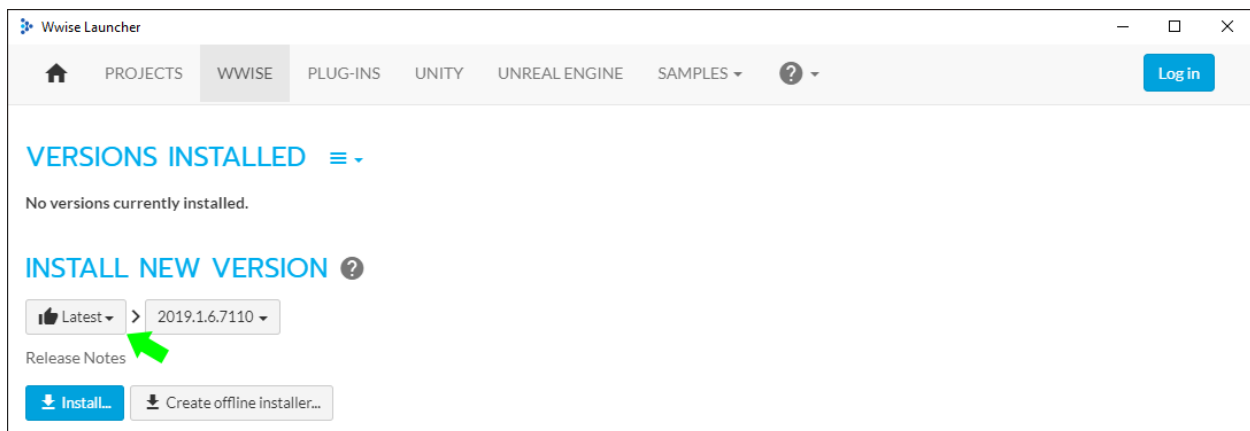 Wwise Launcher
PROJECTS WWISE PLUG-INS UNITY UNREAL ENGINE SAMPLES ? Log in
VERSIONS INSTALLED
No versions currently installed.
INSTALL NEW VERSION ?
Latest > 2019.1.6.7110
Release Notes
Install... Create offline installer...